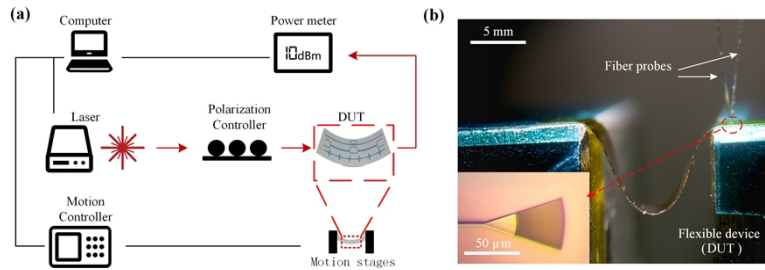 (a)
Computer
Power meter
10dBm
Laser
Polarization
Controller
DUT
Motion
Controller
Motion stages
(b)
5 mm
Fiber probes
50 μm
Flexible device
(DUT)